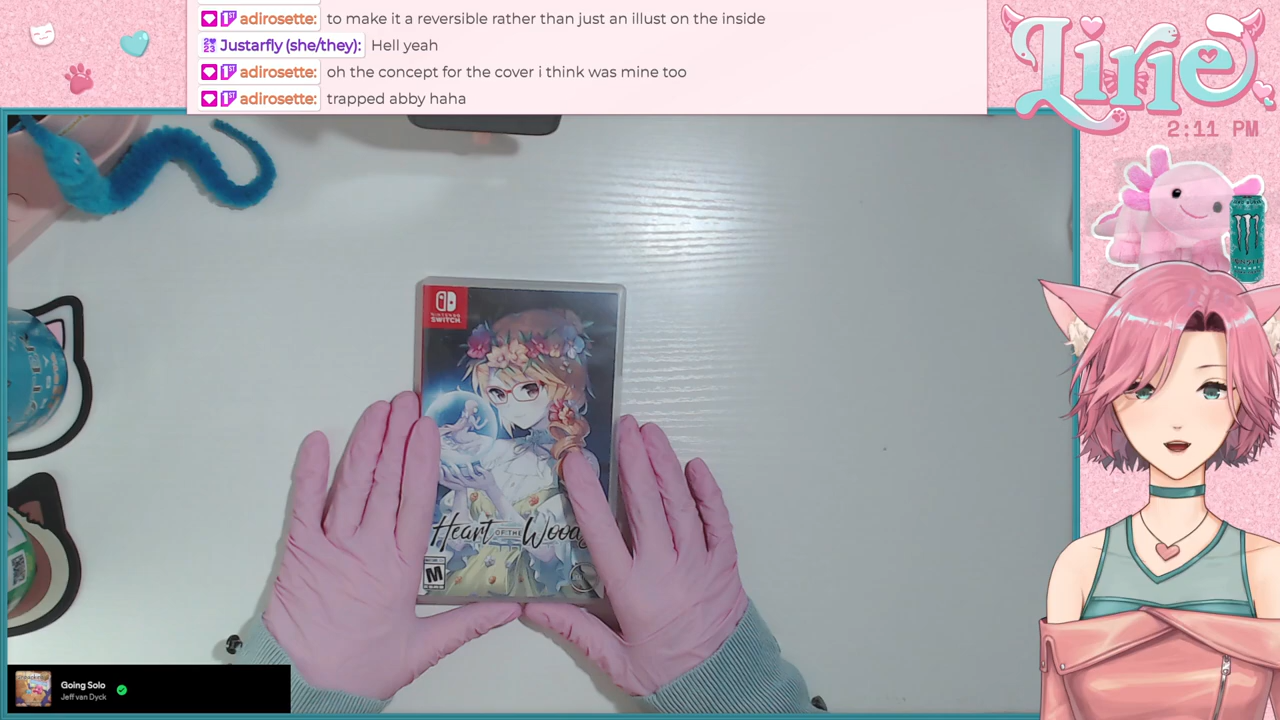 adirosette: to make it a reversible rather than just an illust on the inside
Justarfly (she/they): Hell yeah
adirosette: oh the concept for the cover i think was mine too
adirosette: trapped abby haha
Lirie
2:11 PM
NINTENDO
SWITCH
Heart OF THE Woods
M
Going Solo
Jeff van Dyck